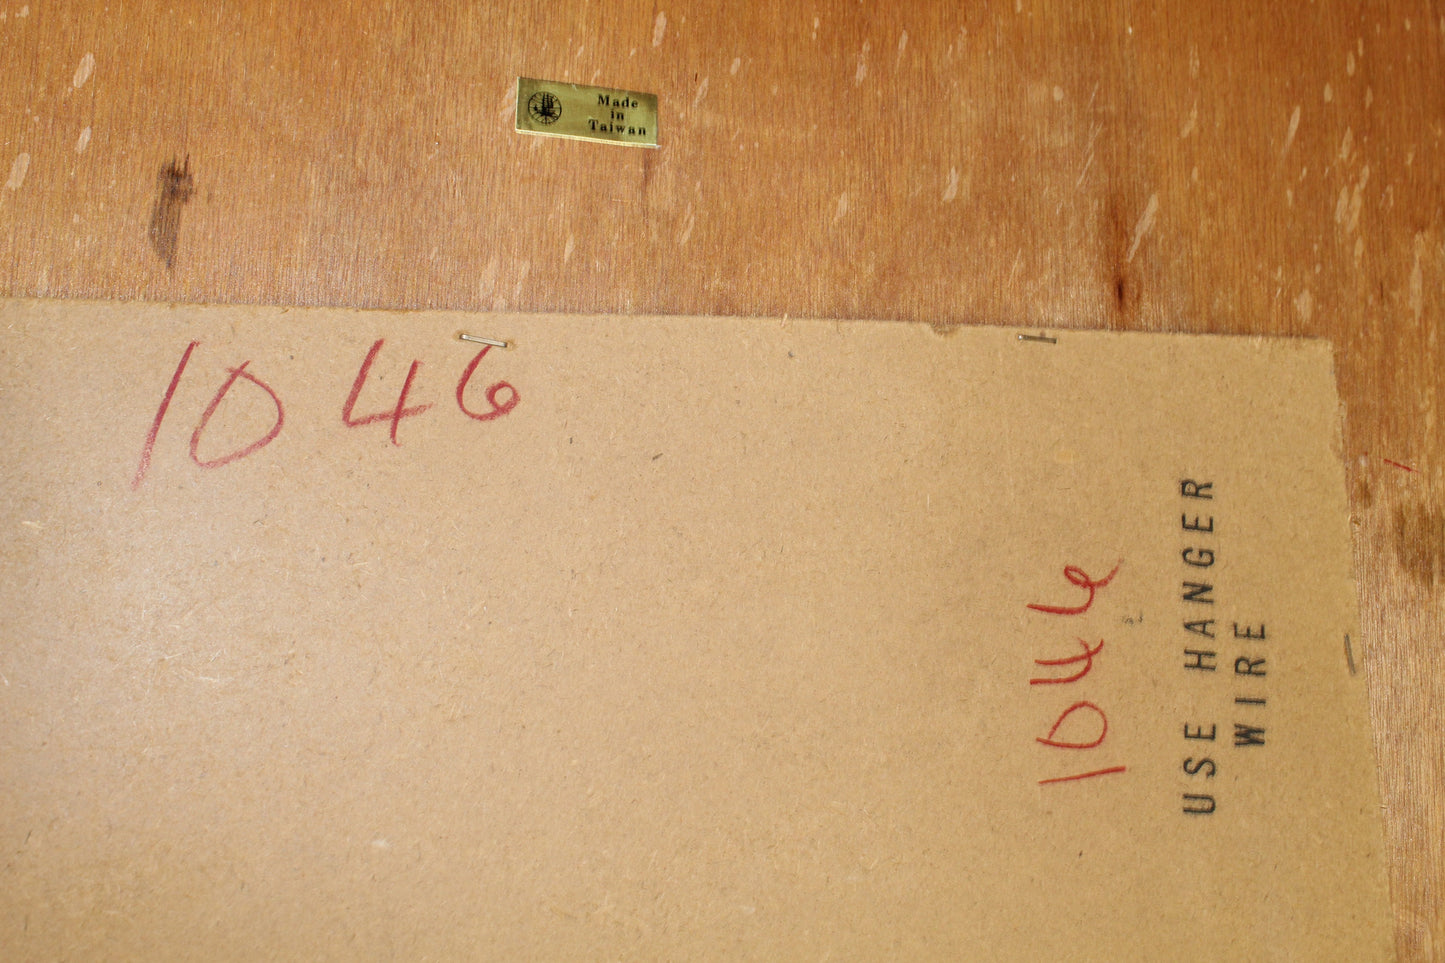 Made
in
Taiwan
1046
1046
USE HANGER
WIRE